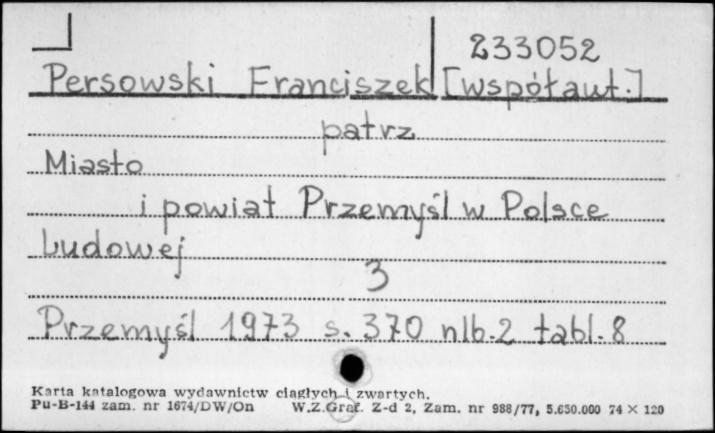 233052
Persowski Franciszek [współaut.]
patrz
Miasto
i powiat Przemyśl w Polsce
Ludowej
3
Przemyśl 1973 s. 370 nlb. 2 tabl. 8
Karta katalogowa wydawnictw ciągłych i zwartych.
Pu-B-144 zam. nr 1674/DW/On W.Z.Graf. Z-d 2, Zam. nr 988/77, 5.650.000 74 × 120